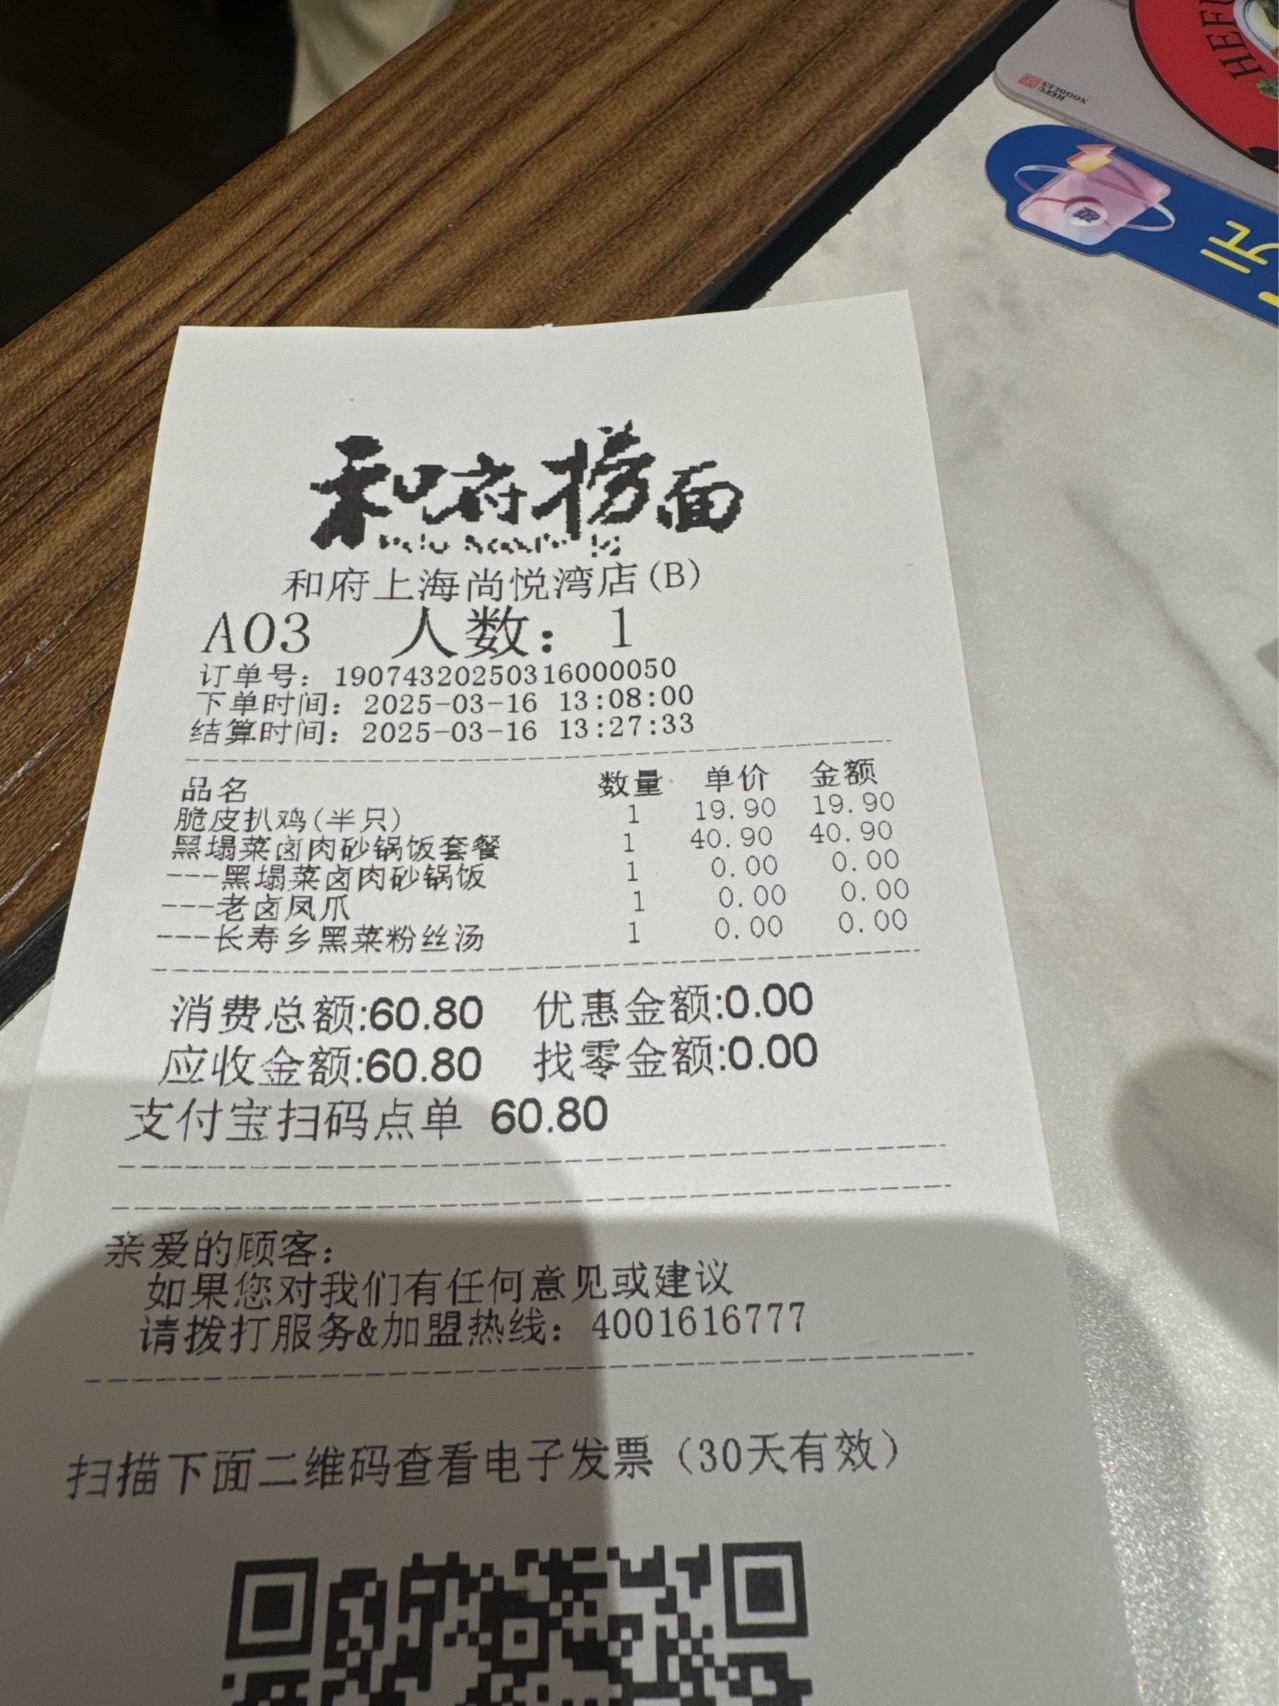 HEFU
HEFU
NOODLES
元
和府捞面
和府上海尚悦湾店(B)
A03 人数: 1
订单号: 19074320250316000050
下单时间: 2025-03-16 13:08:00
结算时间: 2025-03-16 13:27:33
品名 数量 单价 金额
脆皮扒鸡(半只) 1 19.90 19.90
黑塌菜卤肉砂锅饭套餐 1 40.90 40.90
---黑塌菜卤肉砂锅饭 1 0.00 0.00
---老卤凤爪 1 0.00 0.00
---长寿乡黑菜粉丝汤 1 0.00 0.00
消费总额:60.80 优惠金额:0.00
应收金额:60.80 找零金额:0.00
支付宝扫码点单 60.80
亲爱的顾客:
如果您对我们有任何意见或建议
请拨打服务&加盟热线: 4001616777
扫描下面二维码查看电子发票（30天有效）